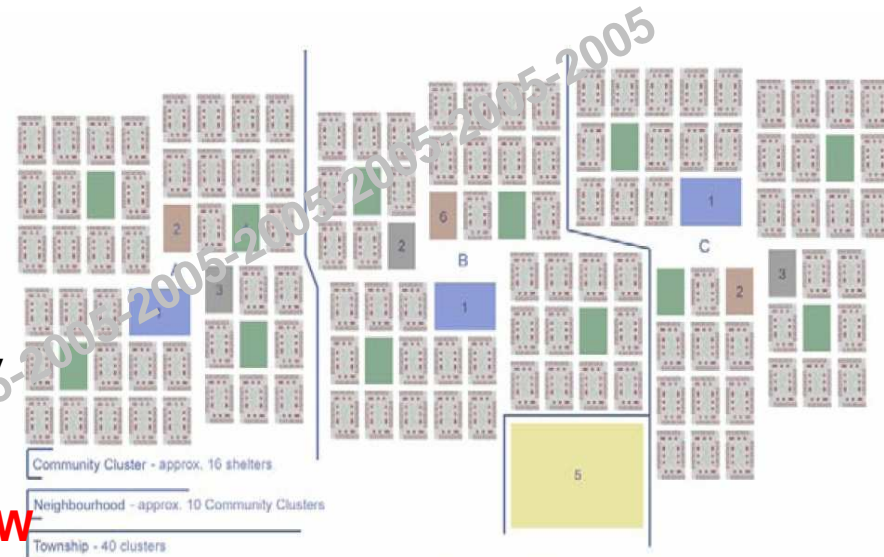 2005-2005-2005-2005-2005-2005
1
2
6
2
B
1
C
3
2
3
1
5
Community Cluster - approx. 16 shelters
Neighbourhood - approx. 10 Community Clusters
W
Township - 40 clusters